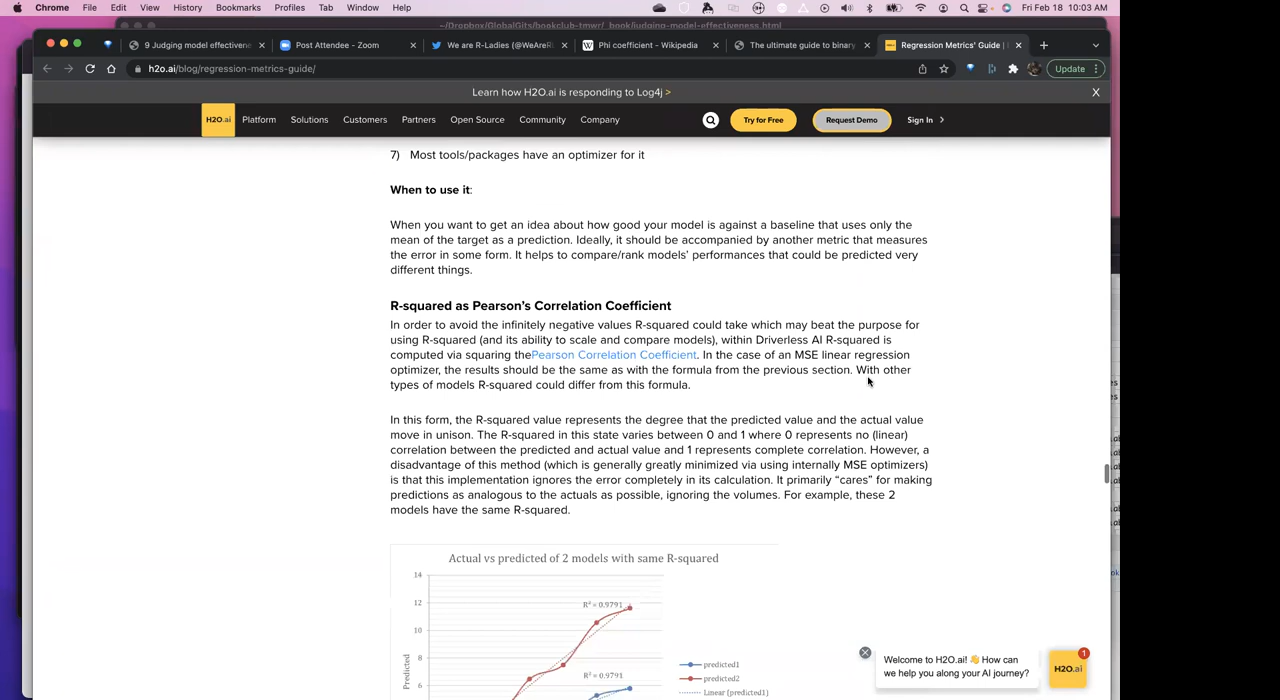 Chrome File Edit View History Bookmarks Profiles Tab Window Help Fri Feb 18 10:03 AM
~/Dropbox/GlobalGits/bookclub-tmwr/_book/judging-model-effectiveness.html
9 Judging model effectivene Post Attendee - Zoom We are R-Ladies (@WeAreR Phi coefficient - Wikipedia The ultimate guide to binary Regression Metrics' Guide |
h2o.ai/blog/regression-metrics-guide/ Update
Learn how H2O.ai is responding to Log4j > X
H2O.ai Platform Solutions Customers Partners Open Source Community Company Try for Free Request Demo Sign In >
7) Most tools/packages have an optimizer for it
When to use it:
When you want to get an idea about how good your model is against a baseline that uses only the
mean of the target as a prediction. Ideally, it should be accompanied by another metric that measures
the error in some form. It helps to compare/rank models' performances that could be predicted very
different things.
R-squared as Pearson's Correlation Coefficient
In order to avoid the infinitely negative values R-squared could take which may beat the purpose for
using R-squared (and its ability to scale and compare models), within Driverless AI R-squared is
computed via squaring thePearson Correlation Coefficient. In the case of an MSE linear regression
optimizer, the results should be the same as with the formula from the previous section. With other
types of models R-squared could differ from this formula.
In this form, the R-squared value represents the degree that the predicted value and the actual value
move in unison. The R-squared in this state varies between 0 and 1 where 0 represents no (linear)
correlation between the predicted and actual value and 1 represents complete correlation. However, a
disadvantage of this method (which is generally greatly minimized via using internally MSE optimizers)
is that this implementation ignores the error completely in its calculation. It primarily “cares” for making
predictions as analogous to the actuals as possible, ignoring the volumes. For example, these 2
models have the same R-squared.
Actual vs predicted of 2 models with same R-squared
14
12
10
8
6
Predicted
R² = 0.9791
R² = 0.9791
predicted1
predicted2
Linear (predicted1)
Welcome to H2O.ai! 👋 How can
we help you along your AI journey?
H2O.ai
1